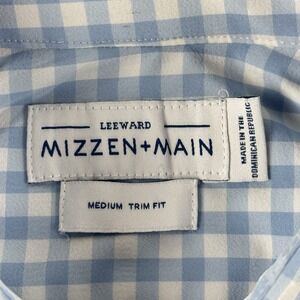 LEEWARD
MIZZEN+MAIN
MEDIUM TRIM FIT
MADE IN THE
DOMINICAN REPUBLIC